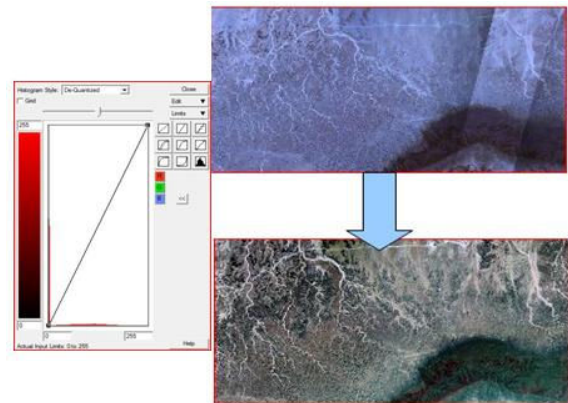 Histogram Style: De-Quantized
Close
Grid
Edit
Limits
255
R
G
B
<<
0
0
255
Help
Actual Input Limits: 0 to 255